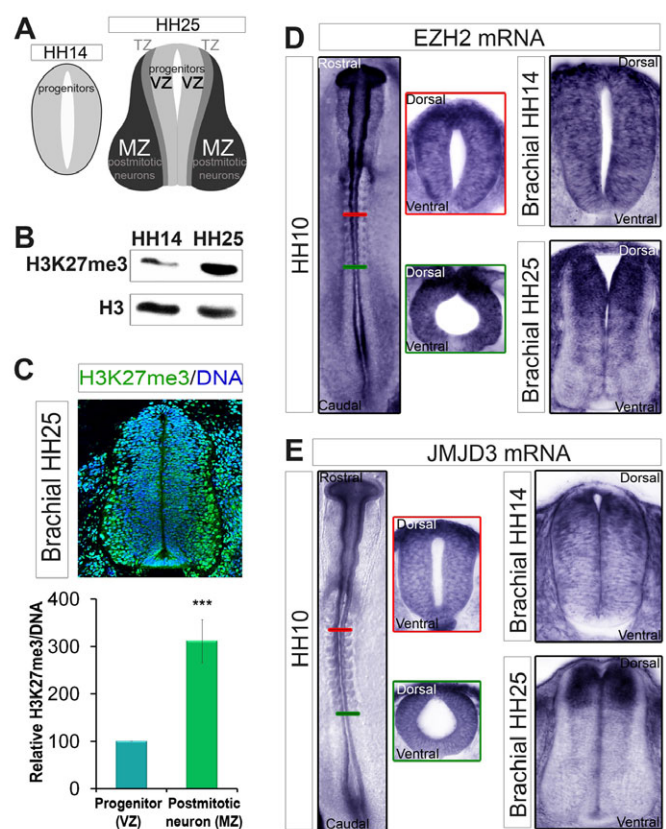 A
HH14
progenitors
HH25
TZ TZ
progenitors
VZ VZ
MZ MZ
postmitotic neurons postmitotic neurons
B
HH14 HH25
H3K27me3
H3
C
H3K27me3/DNA
Brachial HH25
Relative H3K27me3/DNA
400
300
200
100
0
***
Progenitor (VZ)
Postmitotic neuron (MZ)
D
EZH2 mRNA
HH10
Rostral
Caudal
Dorsal
Ventral
Dorsal
Ventral
Brachial HH14
Dorsal
Ventral
Brachial HH25
Dorsal
Ventral
E
JMJD3 mRNA
HH10
Rostral
Caudal
Dorsal
Ventral
Dorsal
Ventral
Brachial HH14
Dorsal
Ventral
Brachial HH25
Dorsal
Ventral